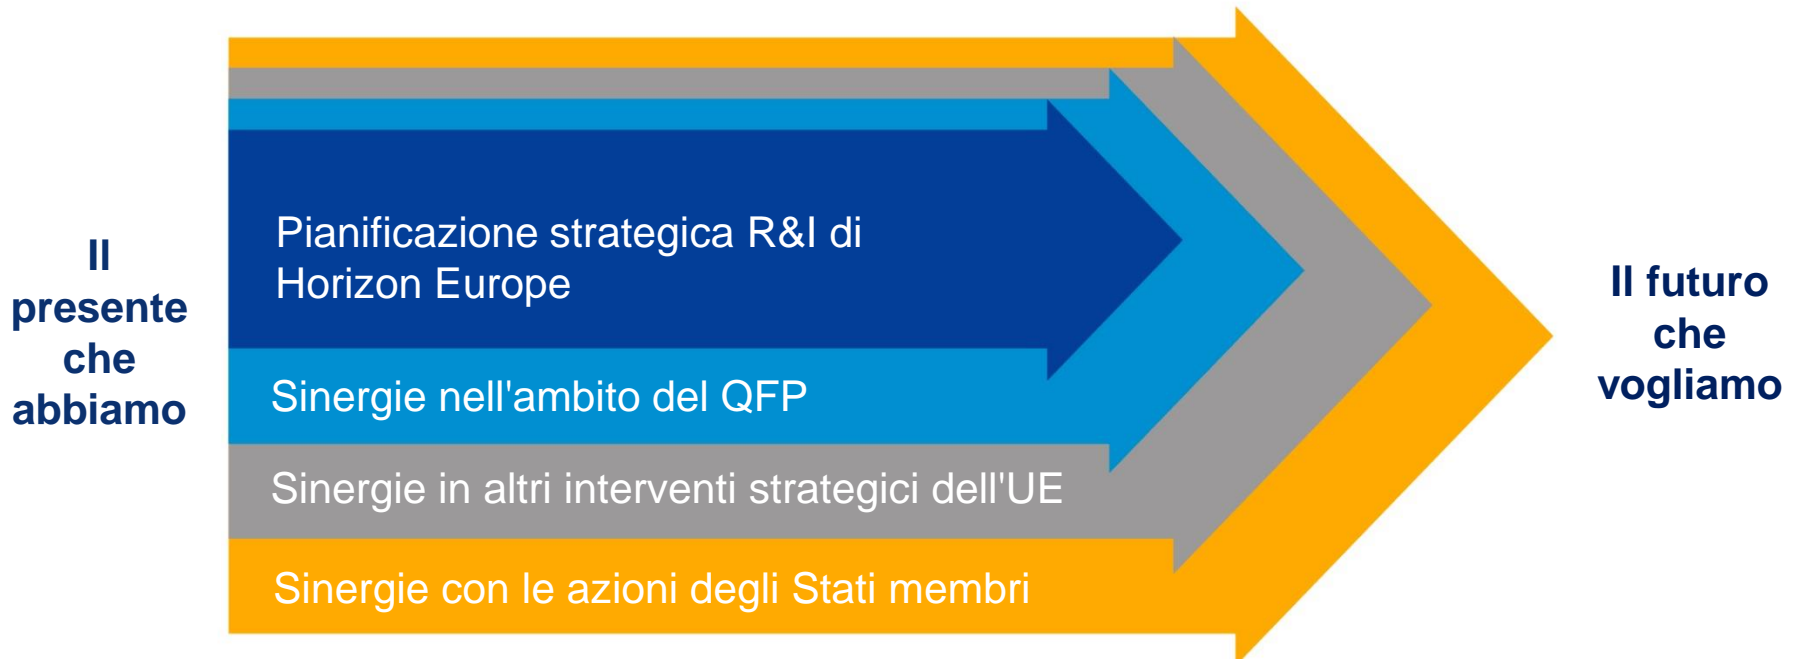 Il
presente
che
abbiamo
Pianificazione strategica R&I di
Horizon Europe
Sinergie nell'ambito del QFP
Sinergie in altri interventi strategici dell'UE
Sinergie con le azioni degli Stati membri
Il futuro
che
vogliamo